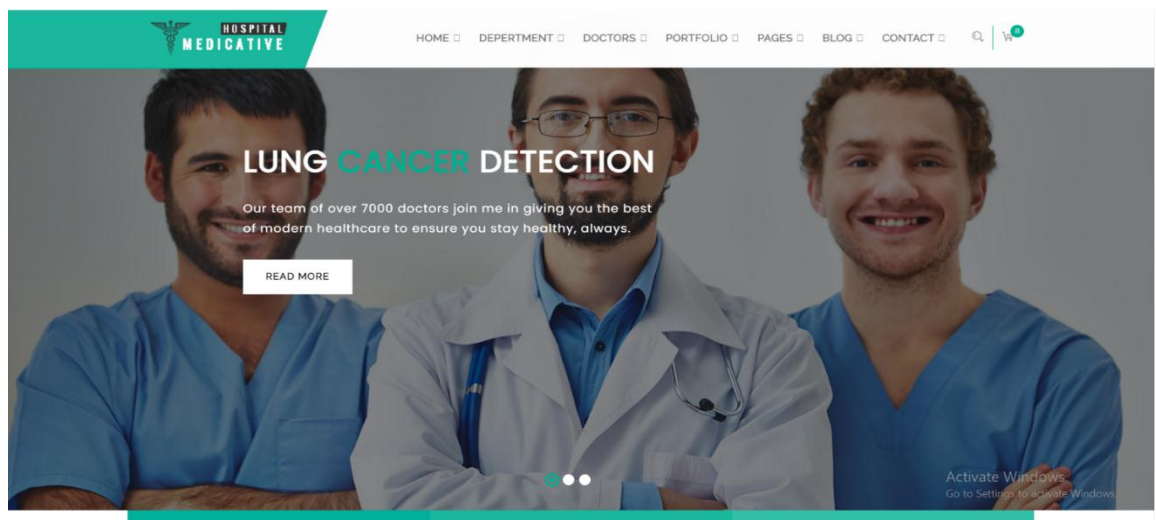 HOSPITAL
MEDICATIVE
HOME DEPERTMENT DOCTORS PORTFOLIO PAGES BLOG CONTACT
LUNG CANCER DETECTION
Our team of over 7000 doctors join me in giving you the best
of modern healthcare to ensure you stay healthy, always.
READ MORE
Activate Windows
Go to Settings to activate Windows.